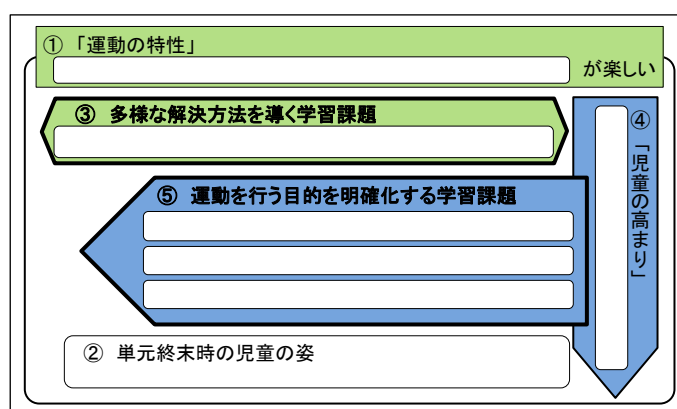 ① 「運動の特性」
が楽しい
③ 多様な解決方法を導く学習課題
④「児童の高まり」
⑤ 運動を行う目的を明確化する学習課題
② 単元終末時の児童の姿